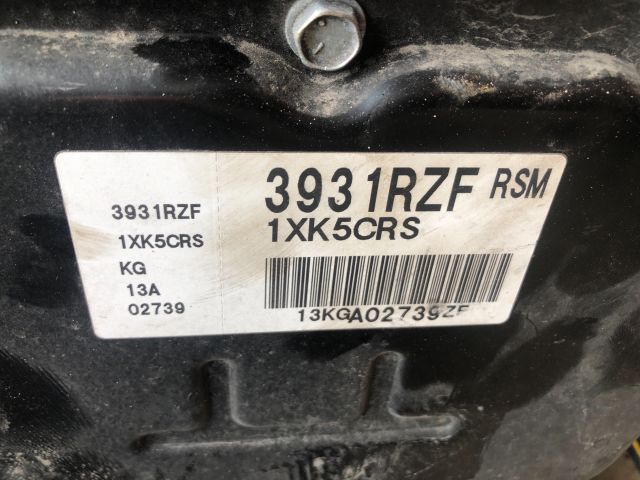 3931RZF
1XK5CRS
KG
13A
02739
3931RZF RSM
1XK5CRS
13KGA02739ZF